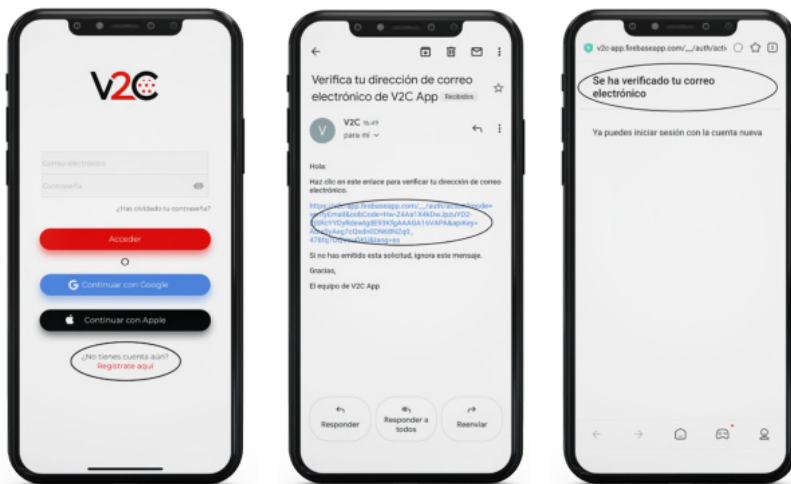 V2C
Correo electrónico
Contraseña
¿Has olvidado tu contraseña?
Acceder
O
Continuar con Google
Continuar con Apple
¿No tienes cuenta aún?
Regístrate aquí
Verifica tu dirección de correo
electrónico de V2C App Recibidos
V
V2C 16:49
para mí
Hola:
Haz clic en este enlace para verificar tu dirección de correo
electrónico.
Si no has emitido esta solicitud, ignora este mensaje.
Gracias,
El equipo de V2C App
Responder
Responder a
todos
Reenviar
v2c-app.firebaseapp.com/__/auth/acti
Se ha verificado tu correo
electrónico
Ya puedes iniciar sesión con la cuenta nueva